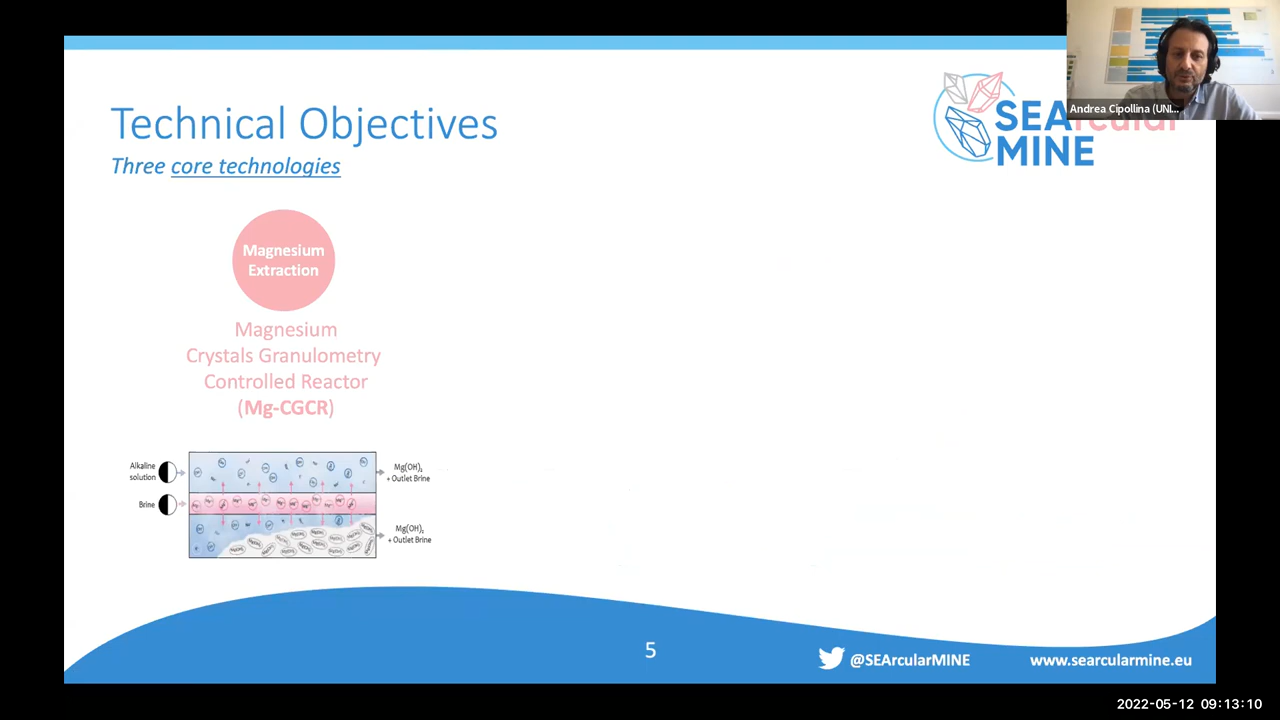 Andrea Cipollina (UNI...
SEArcular
MINE
Technical Objectives
Three core technologies
Magnesium
Extraction
Magnesium
Crystals Granulometry
Controlled Reactor
(Mg-CGCR)
Alkaline
solution
Brine
Mg(OH)₂
+ Outlet Brine
Mg(OH)₂
+ Outlet Brine
5
@SEArcularMINE
www.searcularmine.eu
2022-05-12 09:13:10